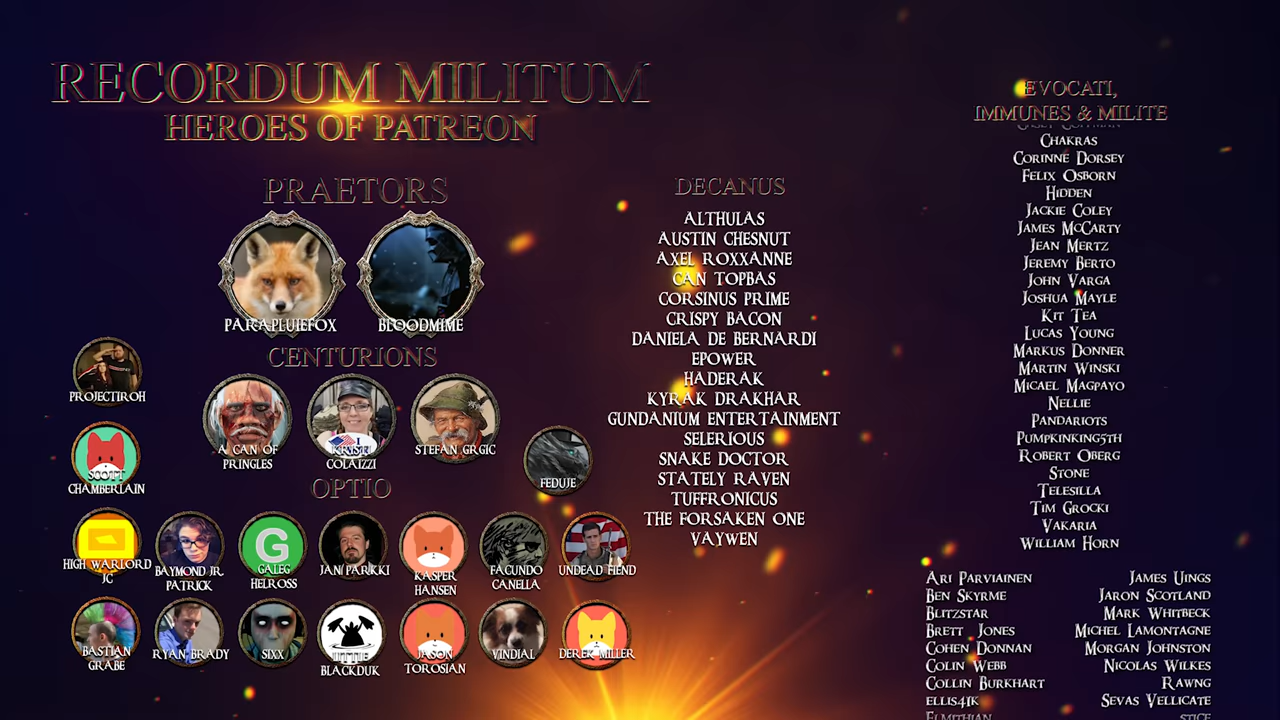 RECORDUM MILITUM
HEROES OF PATREON
PRAETORS
PARAPLUIEFOX
BLOODMIME
CENTURIONS
PROJECTIROH
A CAN OF
PRINGLES
I
KRISTI
COLAIZZI
STEFAN GRGIC
SCOTT
CHAMBERLAIN
FEDUJE
OPTIO
HIGH WARLORD
JG
BAYMOND JR.
PATRICK
G
GALEG
HELROSS
JAN PARKKI
KASPER
HANSEN
FACUNDO
CANELLA
UNDEAD FIEND
BASTIAN
GRABE
RYAN BRADY
SIXX
LITTLE
BLACKDUK
JASON
TOROSIAN
VINDIAL
DEREK MILLER
DECANUS
ALTHULAS
AUSTIN CHESNUT
AXEL ROXXANNE
CAN TOPBAS
CORSINUS PRIME
CRISPY BACON
DANIELA DE BERNARDI
EPOWER
HADERAK
KYRAK DRAKHAR
GUNDANIUM ENTERTAINMENT
SELERIOUS
SNAKE DOCTOR
STATELY RAVEN
TUFFRONICUS
THE FORSAKEN ONE
VAYWEN
EVOCATI,
IMMUNES & MILITE
CHAKRAS
CORINNE DORSEY
FELIX OSBORN
HIDDEN
JACKIE COLEY
JAMES MCCARTY
JEAN MERTZ
JEREMY BERTO
JOHN VARGA
JOSHUA MAYLE
KIT TEA
LUCAS YOUNG
MARKUS DONNER
MARTIN WINSKI
MICAEL MAGPAYO
NELLIE
PANDARIOTS
PUMPKINKING5TH
ROBERT OBERG
STONE
TELESILLA
TIM GROCKI
VAKARIA
WILLIAM HORN
ARI PARVIAINEN
BEN SKYRME
BLITZSTAR
BRETT JONES
COHEN DONNAN
COLIN WEBB
COLLIN BURKHART
ELLIS41K
ELMITHIAN
JAMES UINGS
JARON SCOTLAND
MARK WHITBECK
MICHEL LAMONTAGNE
MORGAN JOHNSTON
NICOLAS WILKES
RAWNG
SEVAS VELLICATE